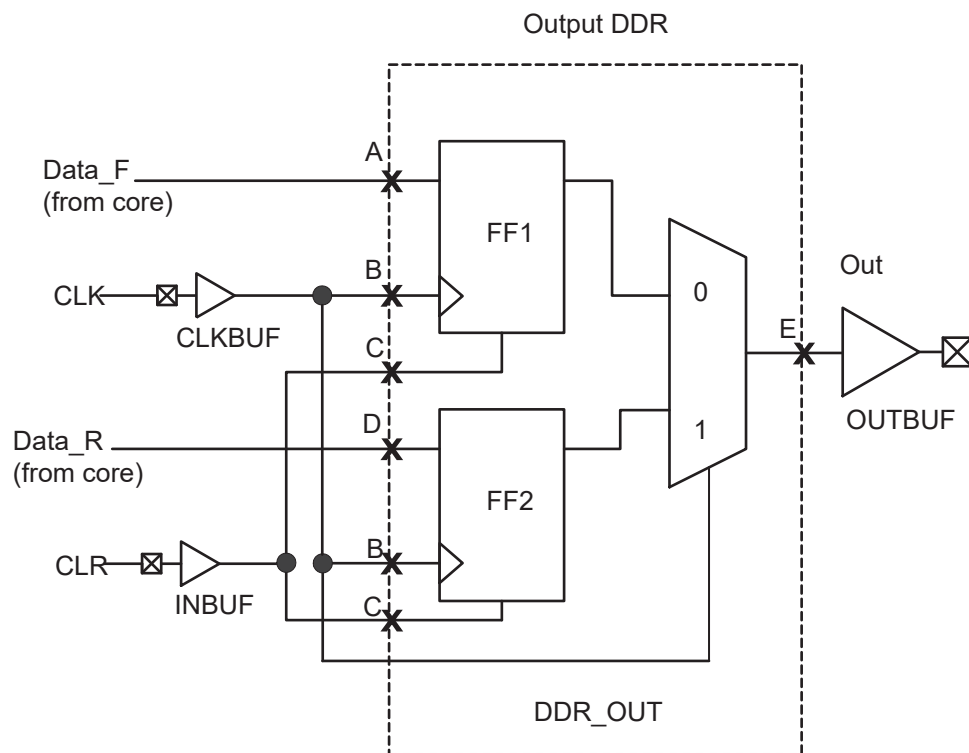 Output DDR
A
Data_F
(from core)
FF1
B
CLK
CLKBUF
C
0
Out
E
OUTBUF
D
Data_R
(from core)
1
FF2
B
CLR
INBUF
C
DDR_OUT